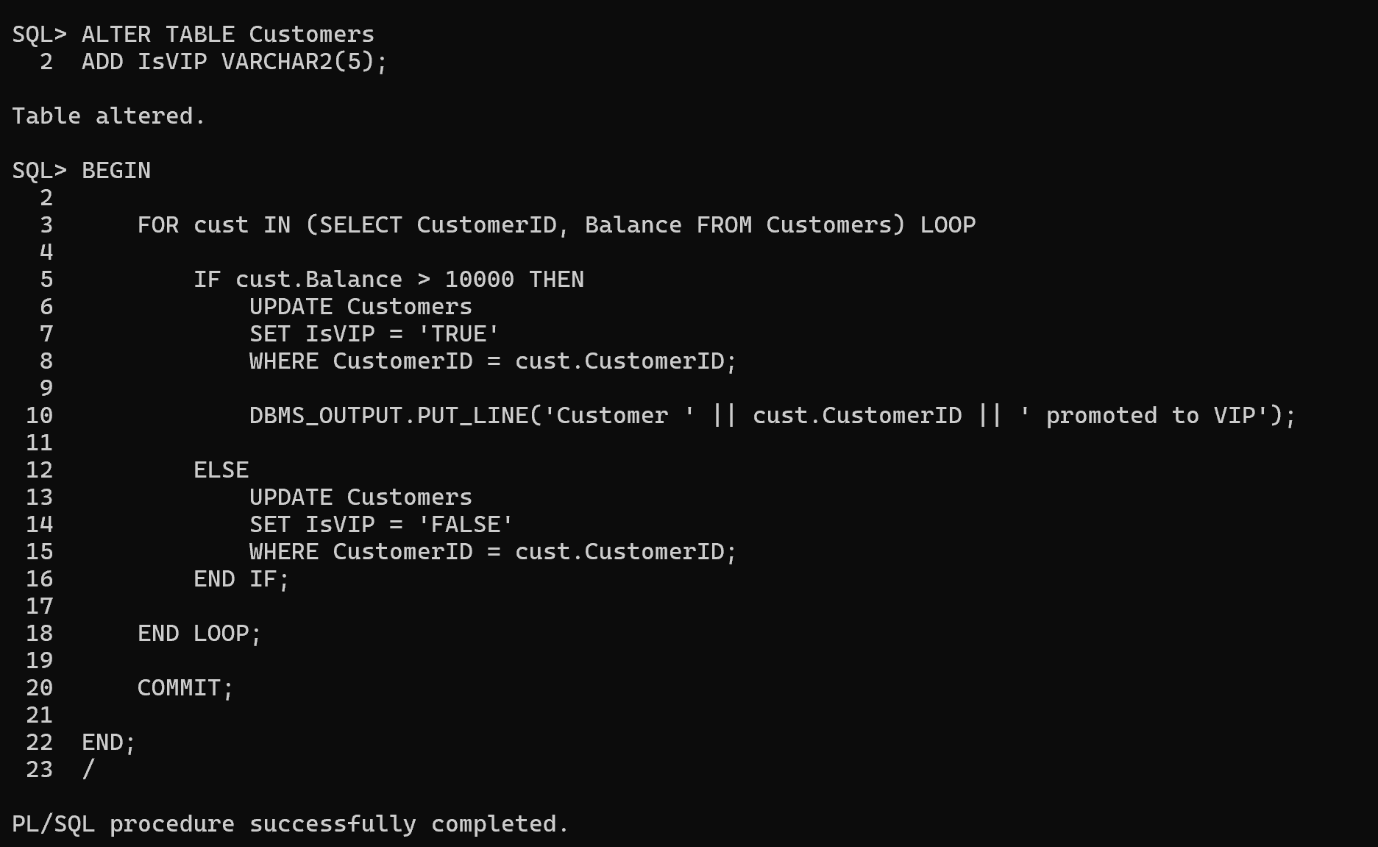 SQL> ALTER TABLE Customers
  2  ADD IsVIP VARCHAR2(5);
Table altered.
SQL> BEGIN
  2
  3      FOR cust IN (SELECT CustomerID, Balance FROM Customers) LOOP
  4
  5          IF cust.Balance > 10000 THEN
  6              UPDATE Customers
  7              SET IsVIP = 'TRUE'
  8              WHERE CustomerID = cust.CustomerID;
  9
 10              DBMS_OUTPUT.PUT_LINE('Customer ' || cust.CustomerID || ' promoted to VIP');
 11
 12          ELSE
 13              UPDATE Customers
 14              SET IsVIP = 'FALSE'
 15              WHERE CustomerID = cust.CustomerID;
 16          END IF;
 17
 18      END LOOP;
 19
 20      COMMIT;
 21
 22  END;
 23  /
PL/SQL procedure successfully completed.